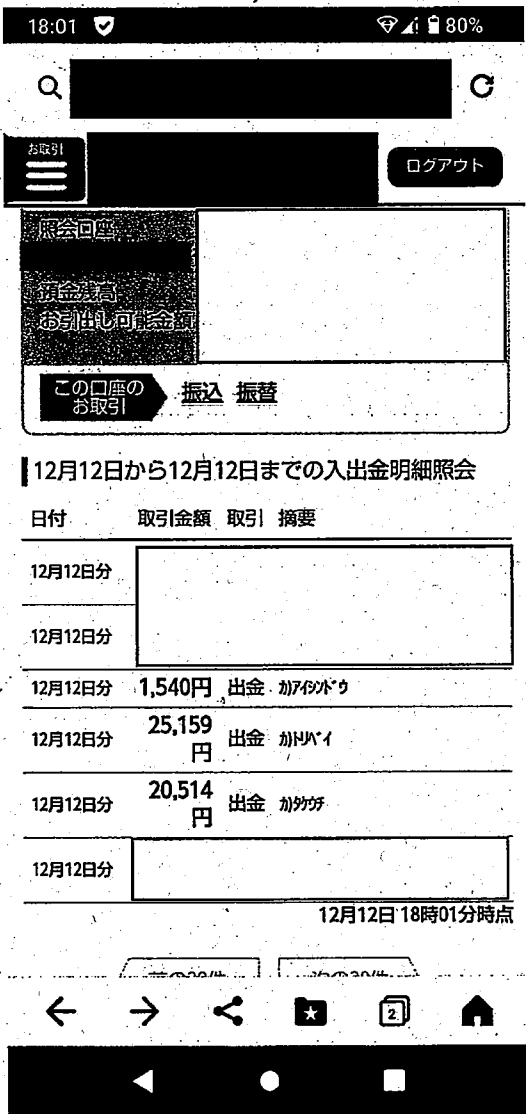 18:01 80%
お取引
ログアウト
照会口座
預金残高
お引出し可能金額
この口座の
お取引
振込 振替
12月12日から12月12日までの入出金明細照会
日付 取引金額 取引 摘要
12月12日分
12月12日分
12月12日分 1,540円 出金 カ)アイシンドウ
12月12日分 25,159
円 出金 カ)トリベイ
12月12日分 20,514
円 出金 カ)タケウチ
12月12日分
12月12日 18時01分時点
2